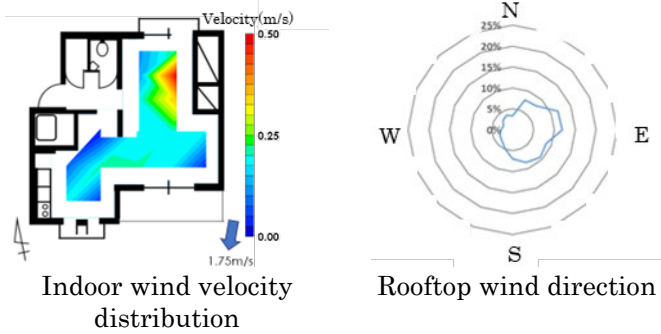 Velocity(m/s)
0.50
0.25
0.00
1.75m/s
Indoor wind velocity
distribution
N
25%
20%
15%
10%
5%
0%
W
E
S
Rooftop wind direction